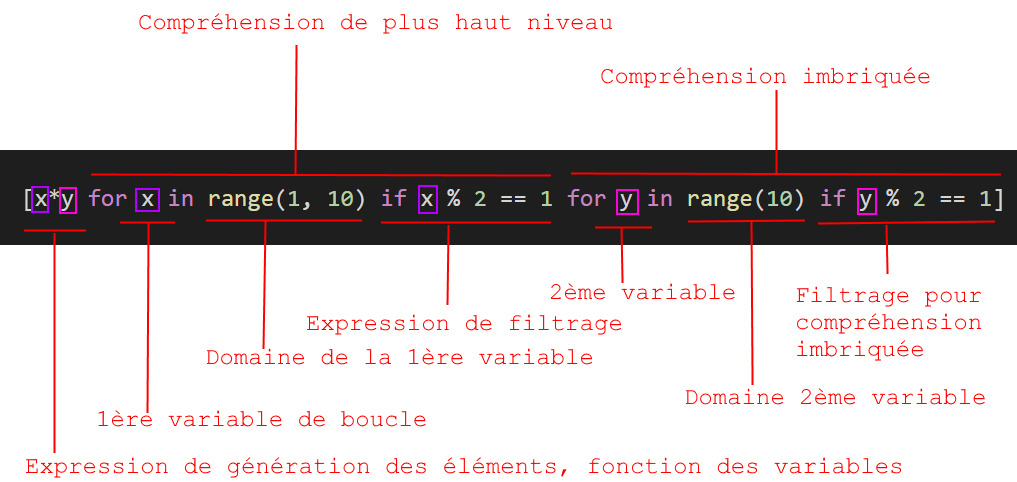 Compréhension de plus haut niveau
Compréhension imbriquée
[x*y for x in range(1, 10) if x % 2 == 1 for y in range(10) if y % 2 == 1]
2ème variable
Filtrage pour
compréhension
imbriquée
Expression de filtrage
Domaine de la 1ère variable
Domaine 2ème variable
1ère variable de boucle
Expression de génération des éléments, fonction des variables